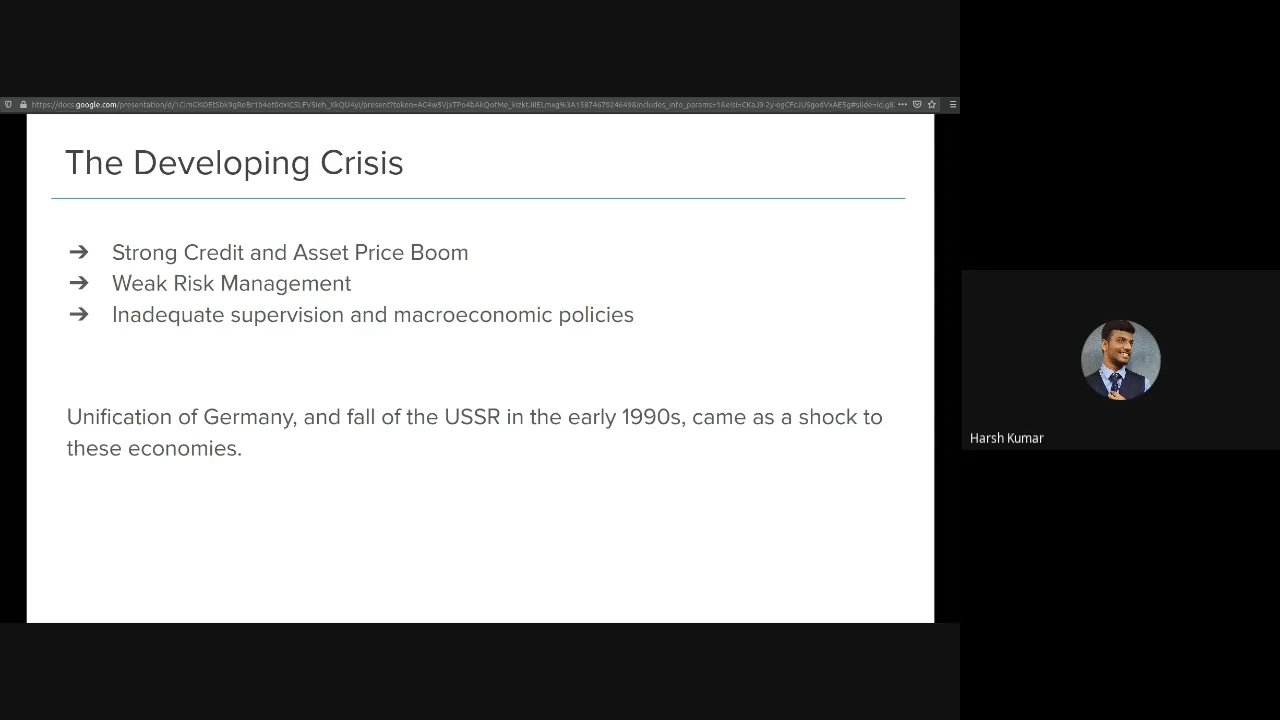 The Developing Crisis
➔ Strong Credit and Asset Price Boom
➔ Weak Risk Management
➔ Inadequate supervision and macroeconomic policies
Unification of Germany, and fall of the USSR in the early 1990s, came as a shock to
these economies.
Harsh Kumar